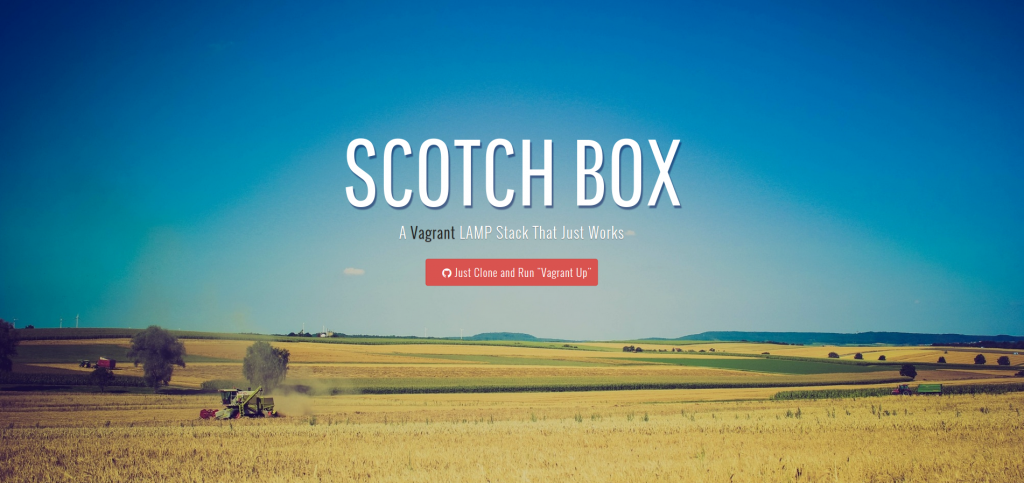 SCOTCH BOX
A Vagrant LAMP Stack That Just Works
Just Clone and Run "Vagrant Up"